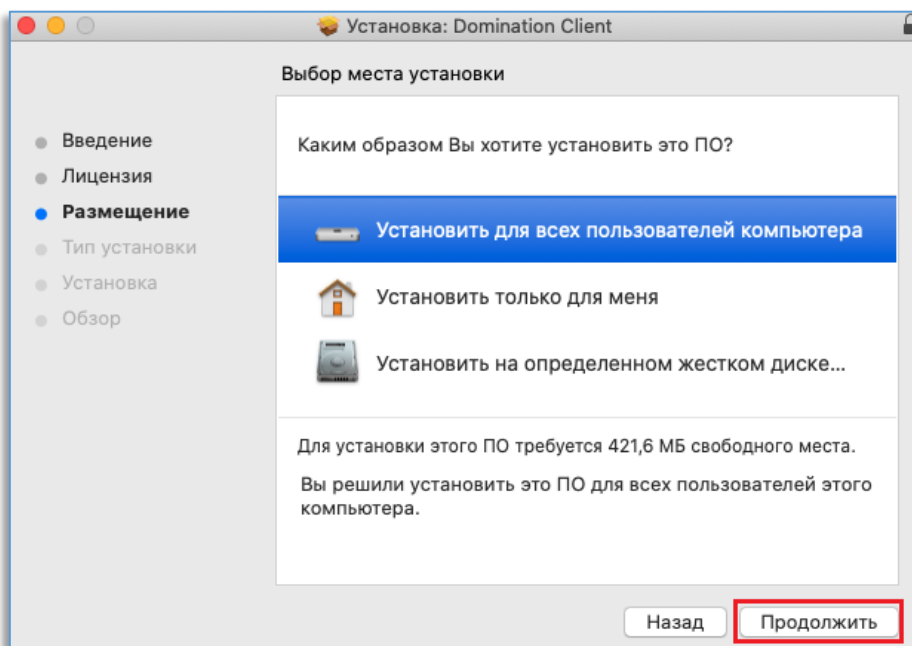 Установка: Domination Client
Выбор места установки
Введение
Лицензия
Размещение
Тип установки
Установка
Обзор
Каким образом Вы хотите установить это ПО?
Установить для всех пользователей компьютера
Установить только для меня
Установить на определенном жестком диске...
Для установки этого ПО требуется 421,6 МБ свободного места.
Вы решили установить это ПО для всех пользователей этого
компьютера.
Назад
Продолжить